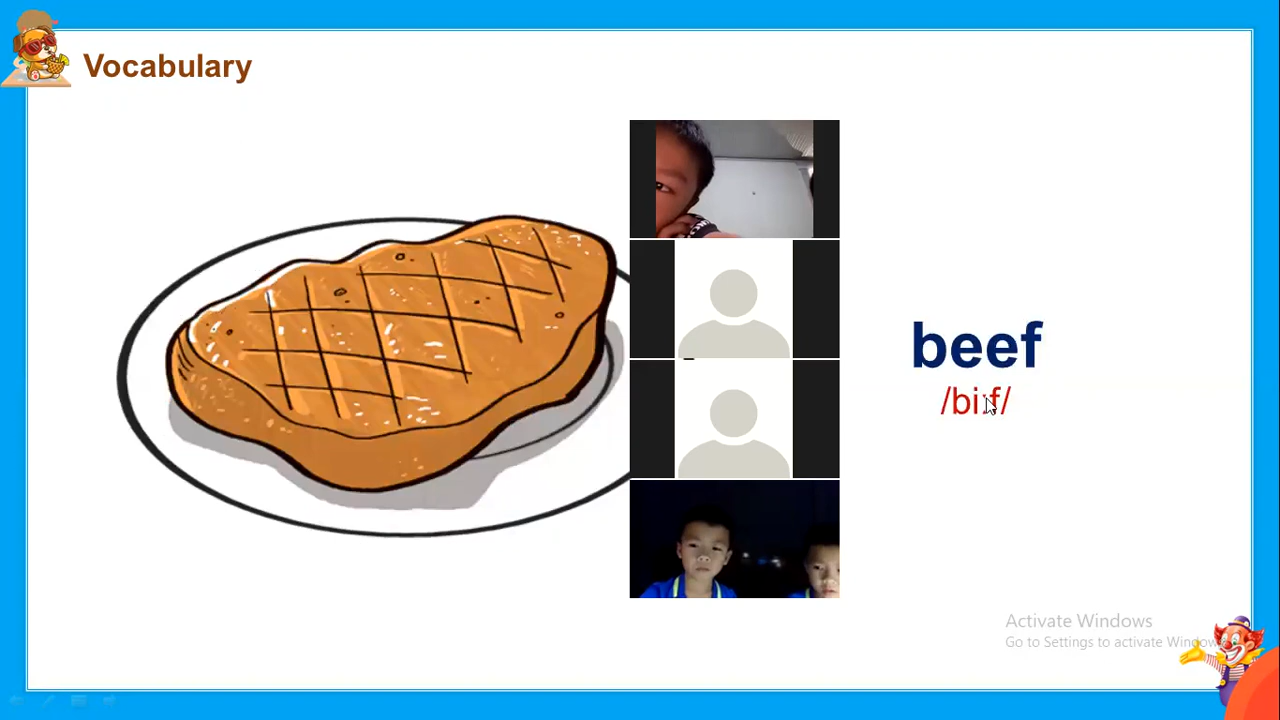 Vocabulary
beef
/biːf/
Activate Windows
Go to Settings to activate Windows